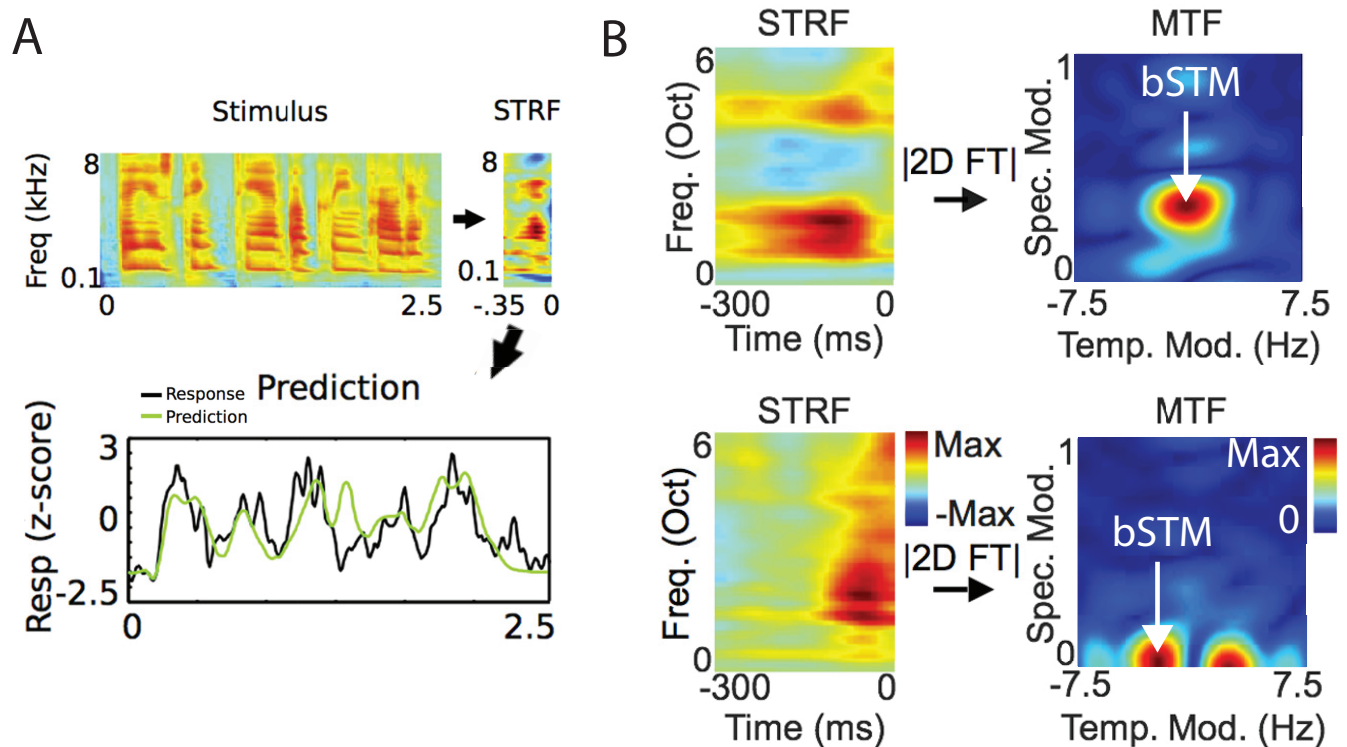 A
Stimulus
STRF
Freq (kHz)
8
0.1
0
2.5
8
0.1
-.35
0
Prediction
Response
Prediction
Resp (z-score)
3
0
-2.5
0
2.5
B
STRF
Freq. (Oct)
6
0
-300
0
Time (ms)
|2D FT|
MTF
bSTM
Spec. Mod.
1
0
-7.5
7.5
Temp. Mod. (Hz)
STRF
Freq. (Oct)
6
0
-300
0
Time (ms)
Max
-Max
|2D FT|
MTF
Max
0
bSTM
Spec. Mod.
1
0
-7.5
7.5
Temp. Mod. (Hz)